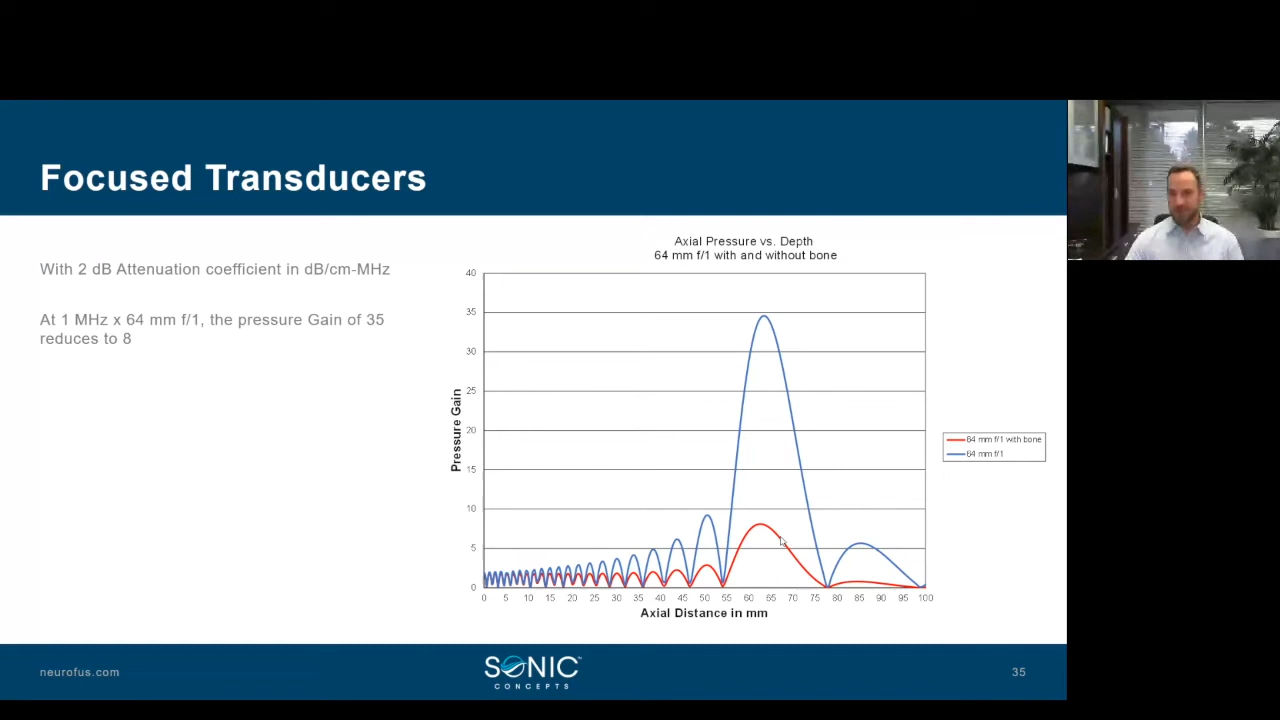 Focused Transducers
With 2 dB Attenuation coefficient in dB/cm-MHz
At 1 MHz x 64 mm f/1, the pressure Gain of 35
reduces to 8
Axial Pressure vs. Depth
64 mm f/1 with and without bone
40
35
30
25
20
15
10
5
0
Pressure Gain
0 5 10 15 20 25 30 35 40 45 50 55 60 65 70 75 80 85 90 95 100
Axial Distance in mm
64 mm f/1 with bone
64 mm f/1
neurofus.com
SONIC™
CONCEPTS
35